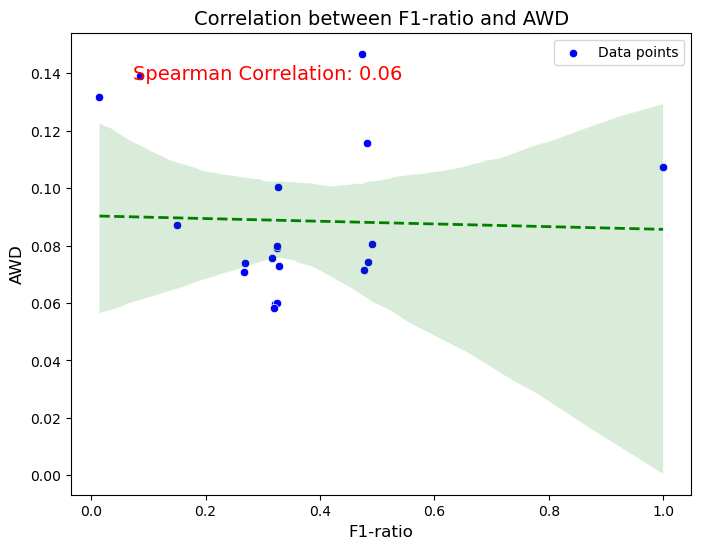 Correlation between F1-ratio and AWD
Data points
Spearman Correlation: 0.06
AWD
0.14
0.12
0.10
0.08
0.06
0.04
0.02
0.00
0.0 0.2 0.4 0.6 0.8 1.0
F1-ratio